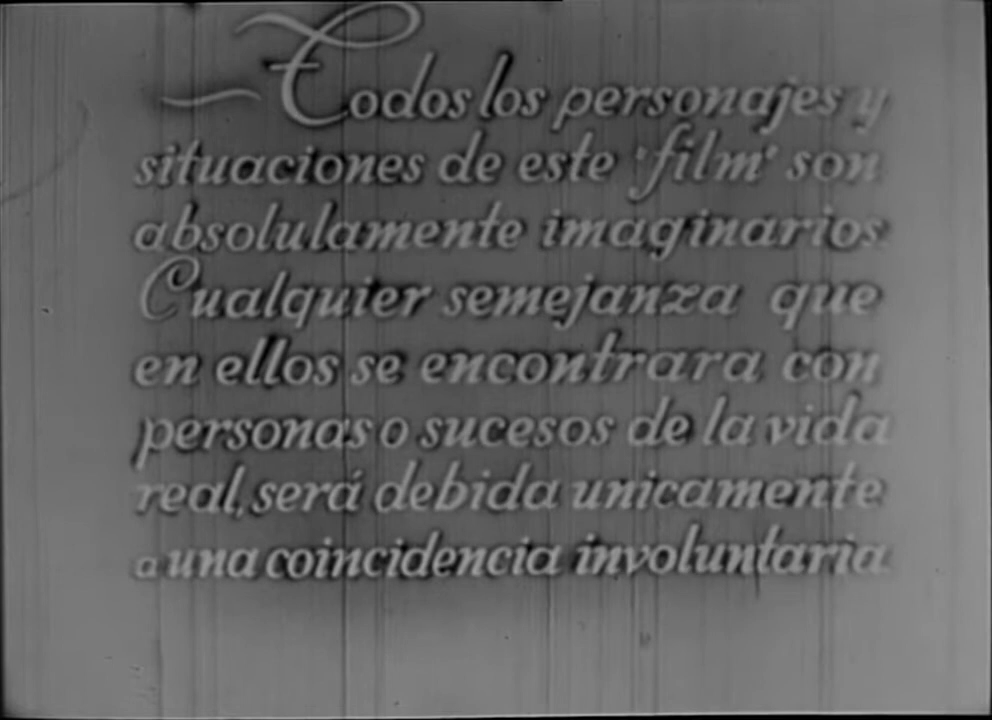 Todos los personajes y
situaciones de este "film" son
absolulamente imaginarios.
Cualquier semejanza que
en ellos se encontrara con
personas o sucesos de la vida
real, será debida unicamente
a una coincidencia involuntaria.